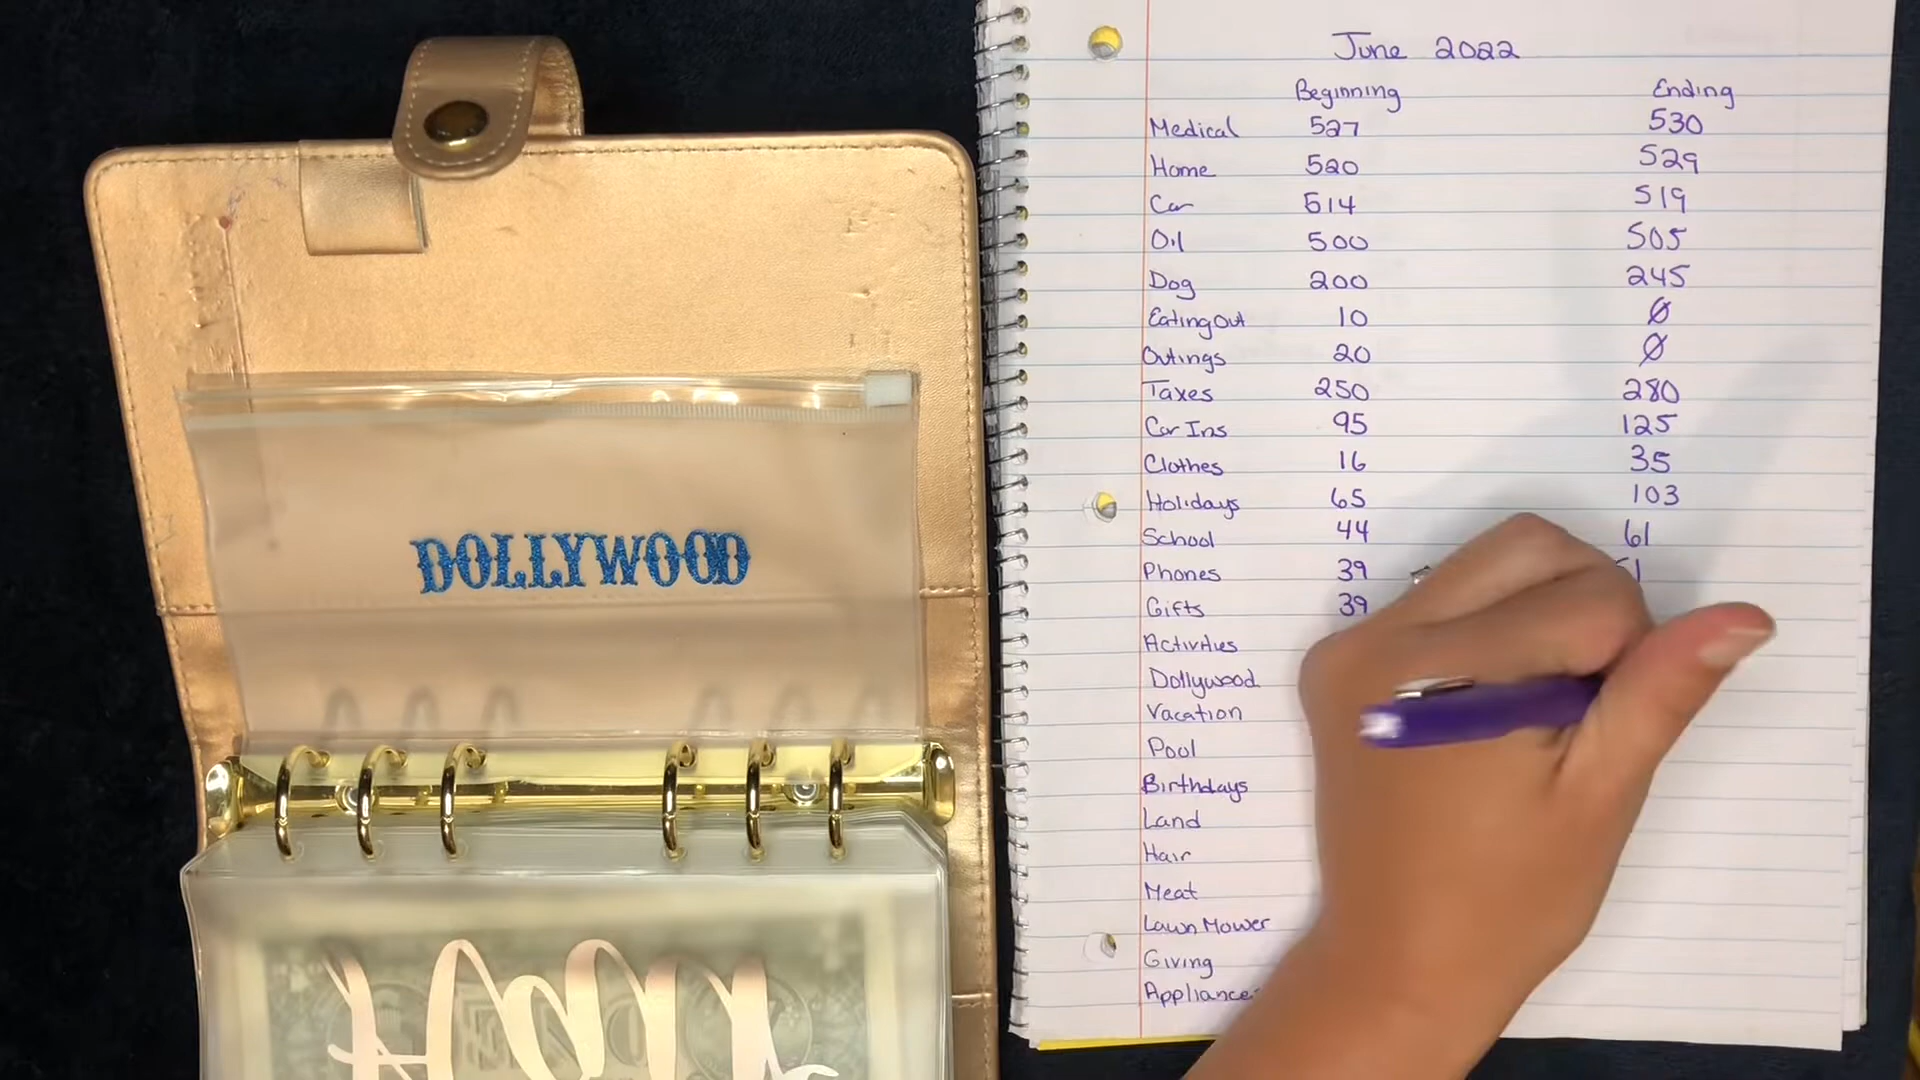 DOLLYWOOD
June 2022
Beginning Ending
Medical 527 530
Home 520 529
Car 514 519
Oil 500 505
Dog 200 245
Eating Out 10 Ø
Outings 20 Ø
Taxes 250 280
Car Ins 95 125
Clothes 16 35
Holidays 65 103
School 44 61
Phones 39
Gifts 39
Activities
Dollywood
Vacation
Pool
Birthdays
Land
Hair
Meat
Lawn Mower
Giving